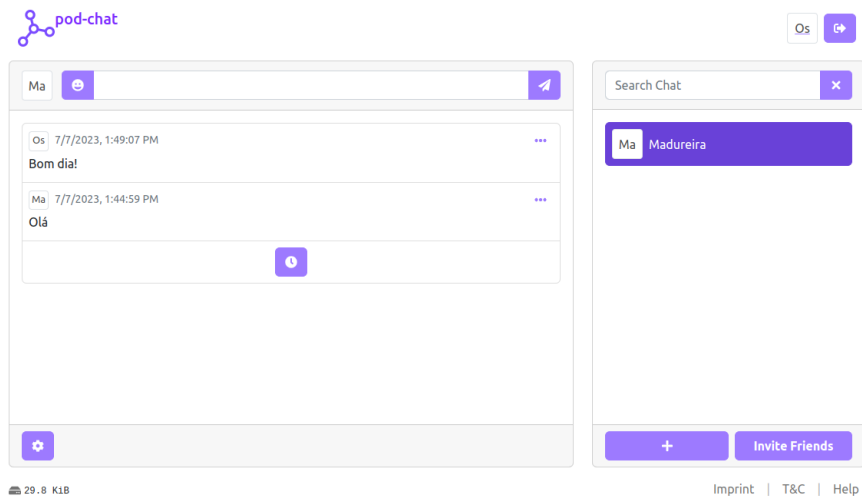 pod-chat
Os
Ma
Search Chat
Os 7/7/2023, 1:49:07 PM
Bom dia!
Ma 7/7/2023, 1:44:59 PM
Olá
Ma Madureira
Invite Friends
29.8 KiB
Imprint | T&C | Help